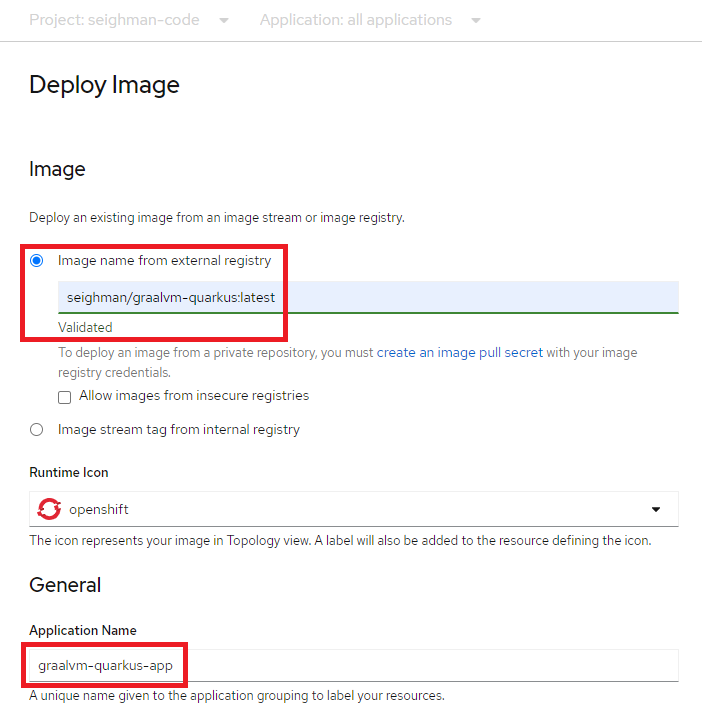 Project: seighman-code Application: all applications
Deploy Image
Image
Deploy an existing image from an image stream or image registry.
Image name from external registry
seighman/graalvm-quarkus:latest
Validated
To deploy an image from a private repository, you must create an image pull secret with your image
registry credentials.
Allow images from insecure registries
Image stream tag from internal registry
Runtime Icon
openshift
The icon represents your image in Topology view. A label will also be added to the resource defining the icon.
General
Application Name
graalvm-quarkus-app
A unique name given to the application grouping to label your resources.